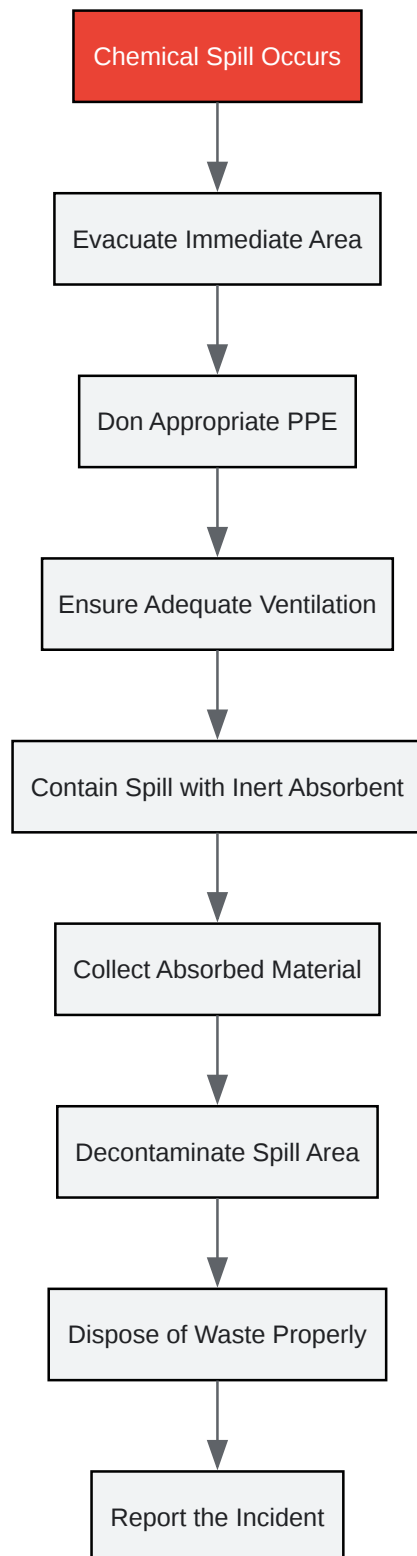 Chemical Spill Occurs
Evacuate Immediate Area
Don Appropriate PPE
Ensure Adequate Ventilation
Contain Spill with Inert Absorbent
Collect Absorbed Material
Decontaminate Spill Area
Dispose of Waste Properly
Report the Incident